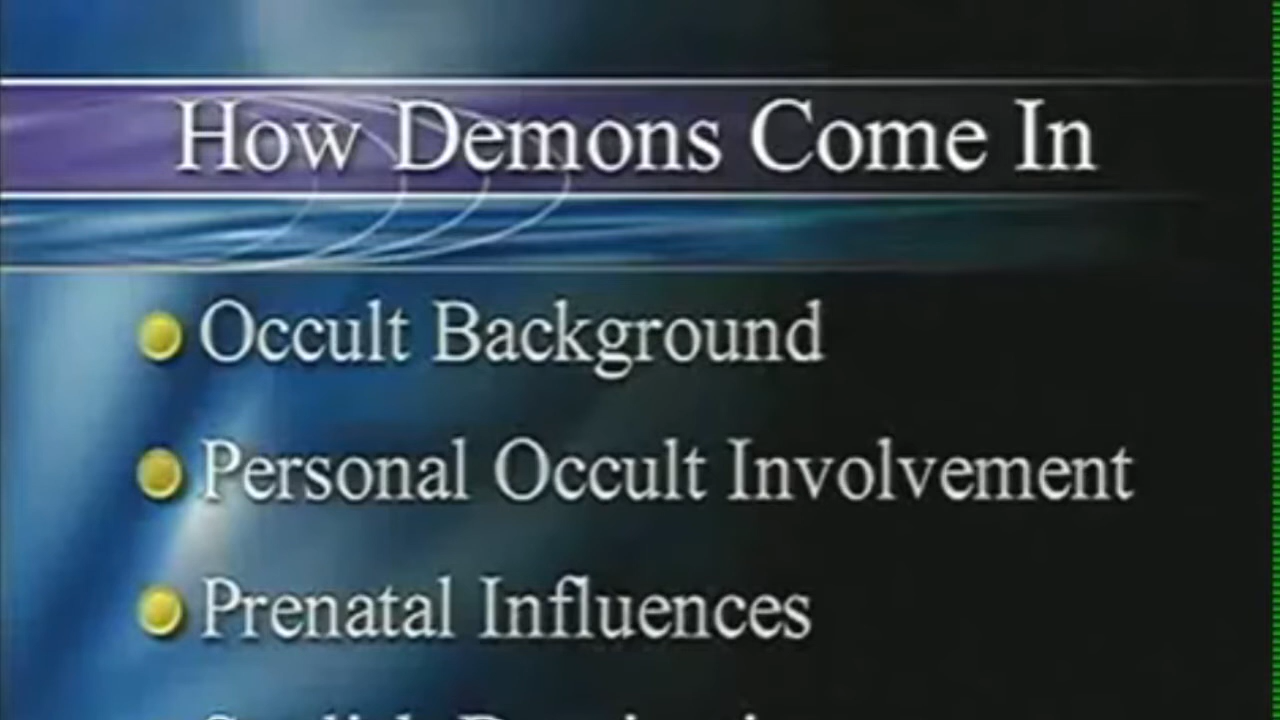 How Demons Come In
Occult Background
Personal Occult Involvement
Prenatal Influences